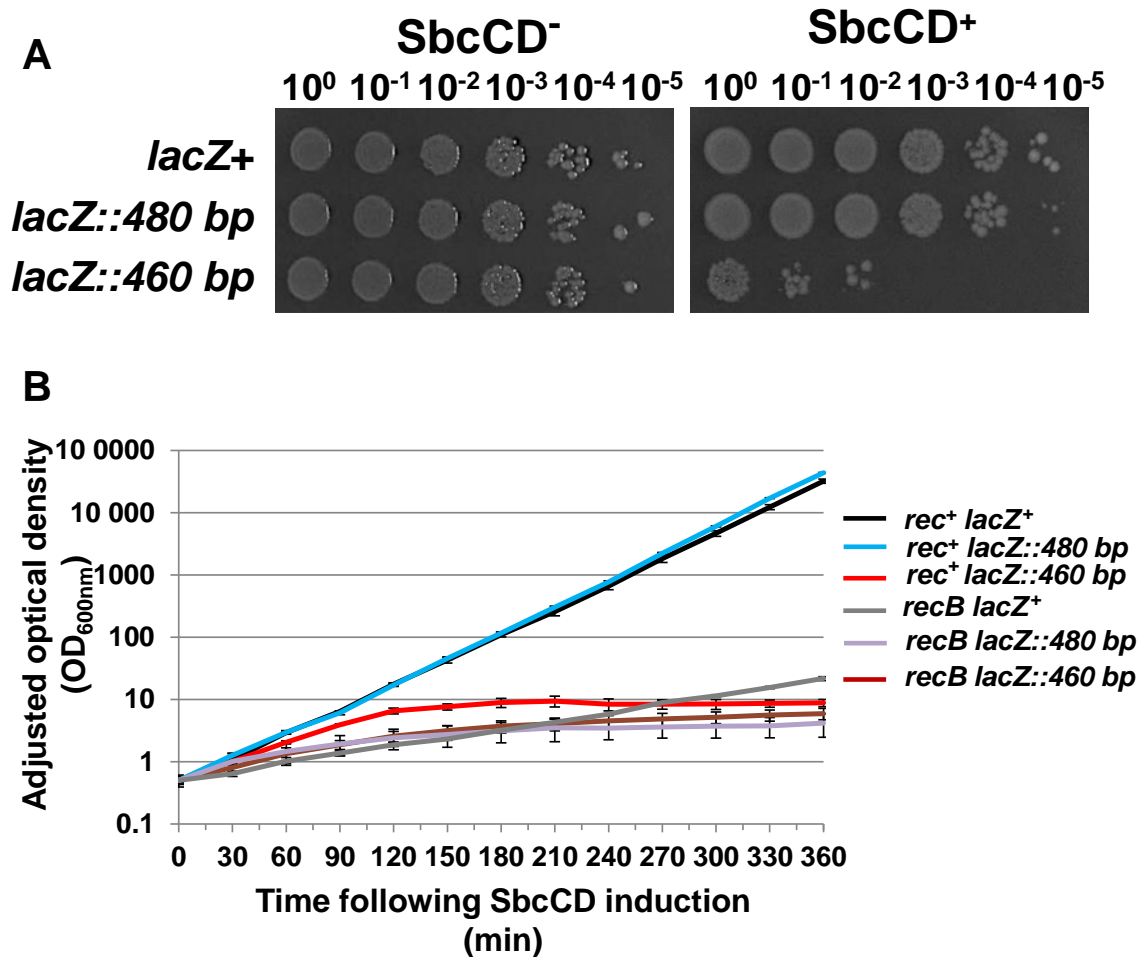 A
SbcCD⁻ SbcCD⁺
10⁰ 10⁻¹ 10⁻² 10⁻³ 10⁻⁴ 10⁻⁵ 10⁰ 10⁻¹ 10⁻² 10⁻³ 10⁻⁴ 10⁻⁵
lacZ+
lacZ::480 bp
lacZ::460 bp
B
Adjusted optical density
(OD₆₀₀ₙₘ)
10 0000
10 000
1000
100
10
1
0.1
0 30 60 90 120 150 180 210 240 270 300 330 360
Time following SbcCD induction
(min)
rec⁺ lacZ⁺
rec⁺ lacZ::480 bp
rec⁺ lacZ::460 bp
recB lacZ⁺
recB lacZ::480 bp
recB lacZ::460 bp